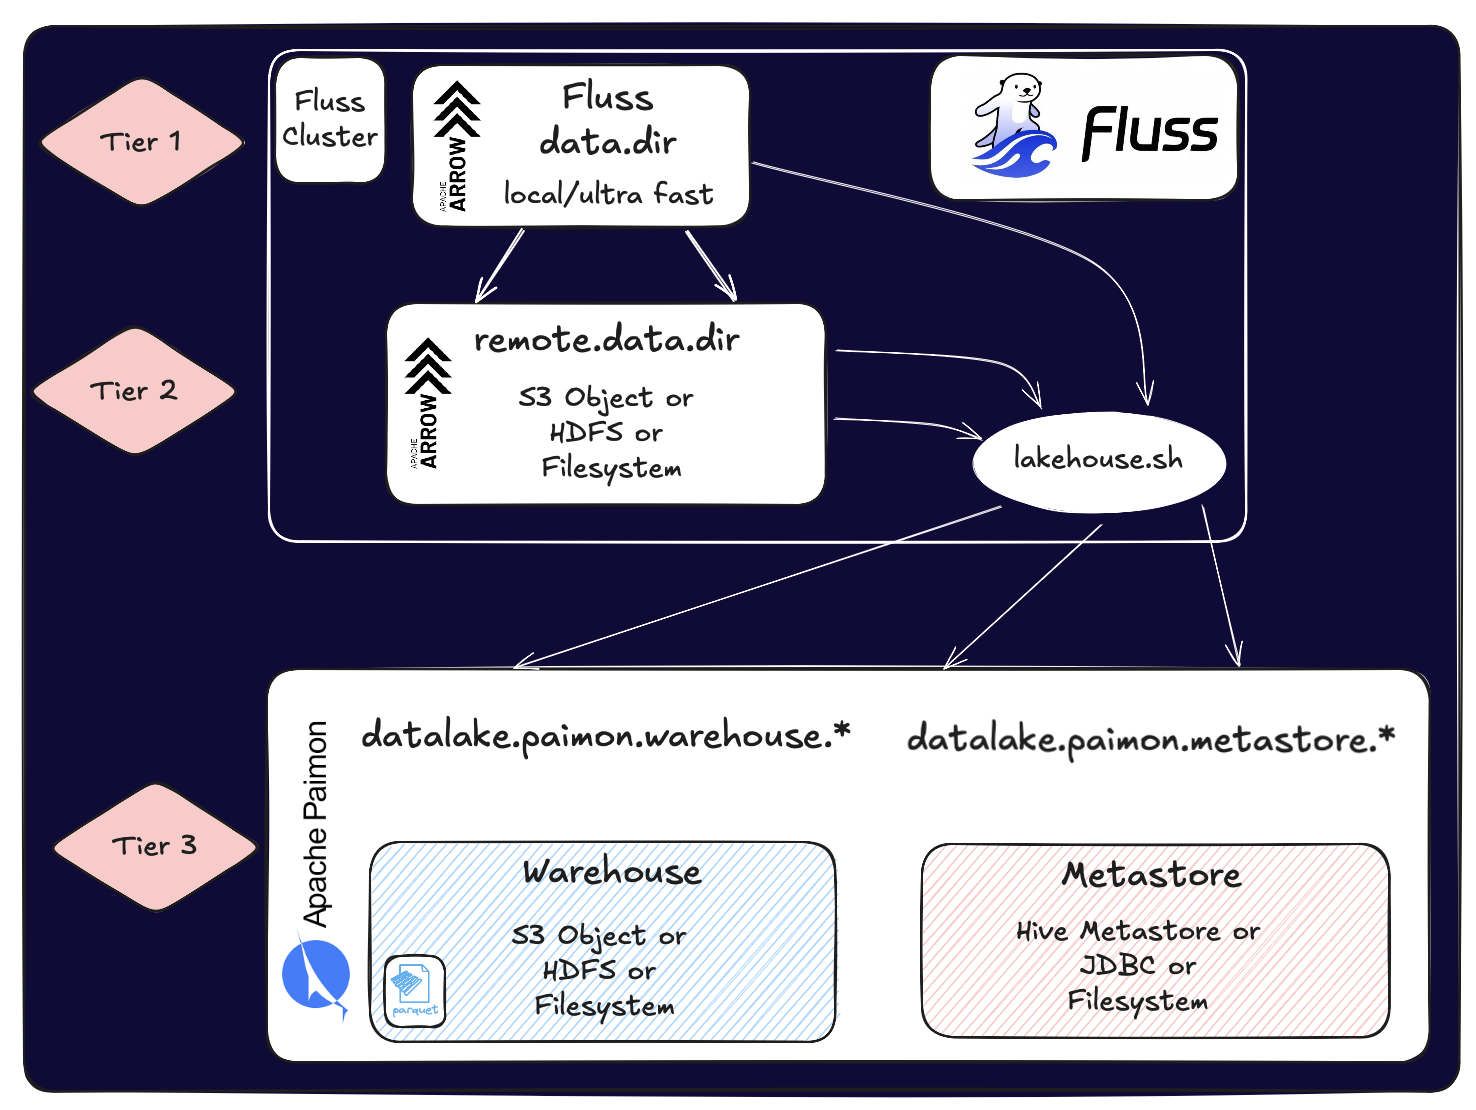 Tier 1
Fluss
Cluster
APACHE
ARROW
Fluss
data.dir
local/ultra fast
Fluss
Tier 2
APACHE
ARROW
remote.data.dir
S3 Object or
HDFS or
Filesystem
lakehouse.sh
Tier 3
Apache Paimon
datalake.paimon.warehouse.*
datalake.paimon.metastore.*
Warehouse
S3 Object or
HDFS or
Filesystem
parquet
Metastore
Hive Metastore or
JDBC or
Filesystem